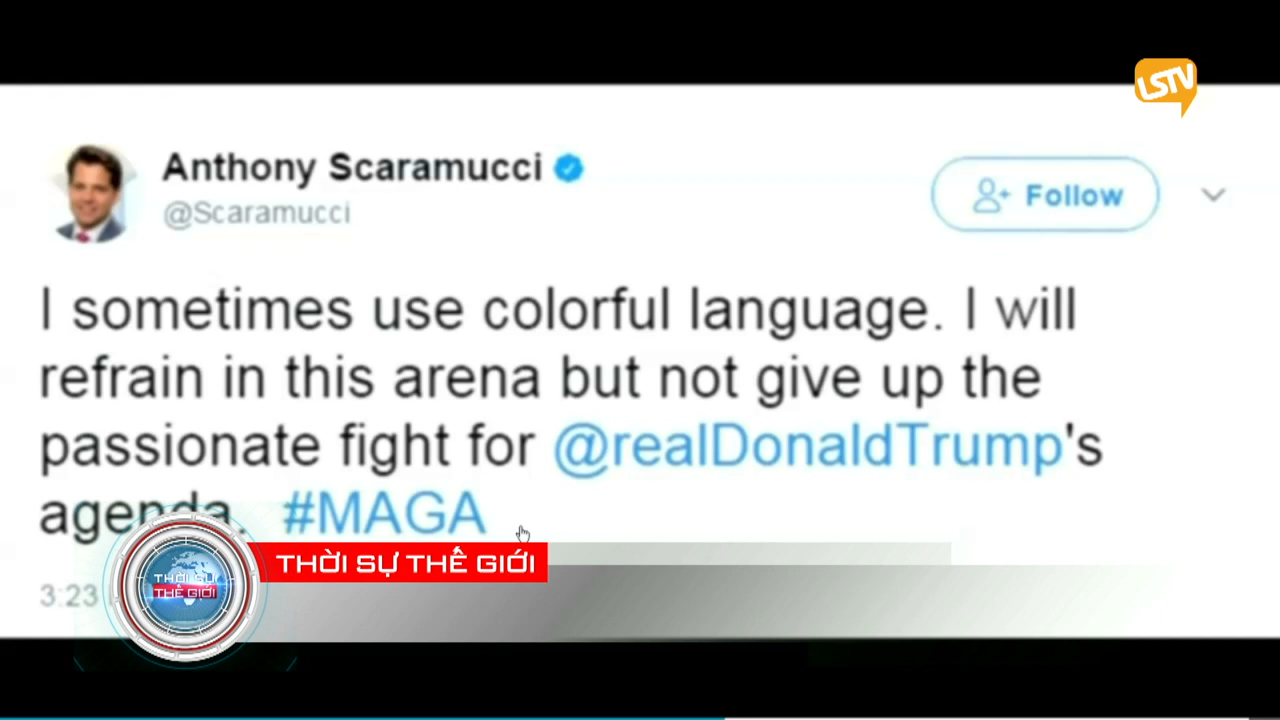 LSTV
Anthony Scaramucci
@Scaramucci
Follow
I sometimes use colorful language. I will
refrain in this arena but not give up the
passionate fight for @realDonaldTrump's
agenda. #MAGA
3:23
THỜI SỰ THẾ GIỚI
THỜI SỰ
THẾ GIỚI